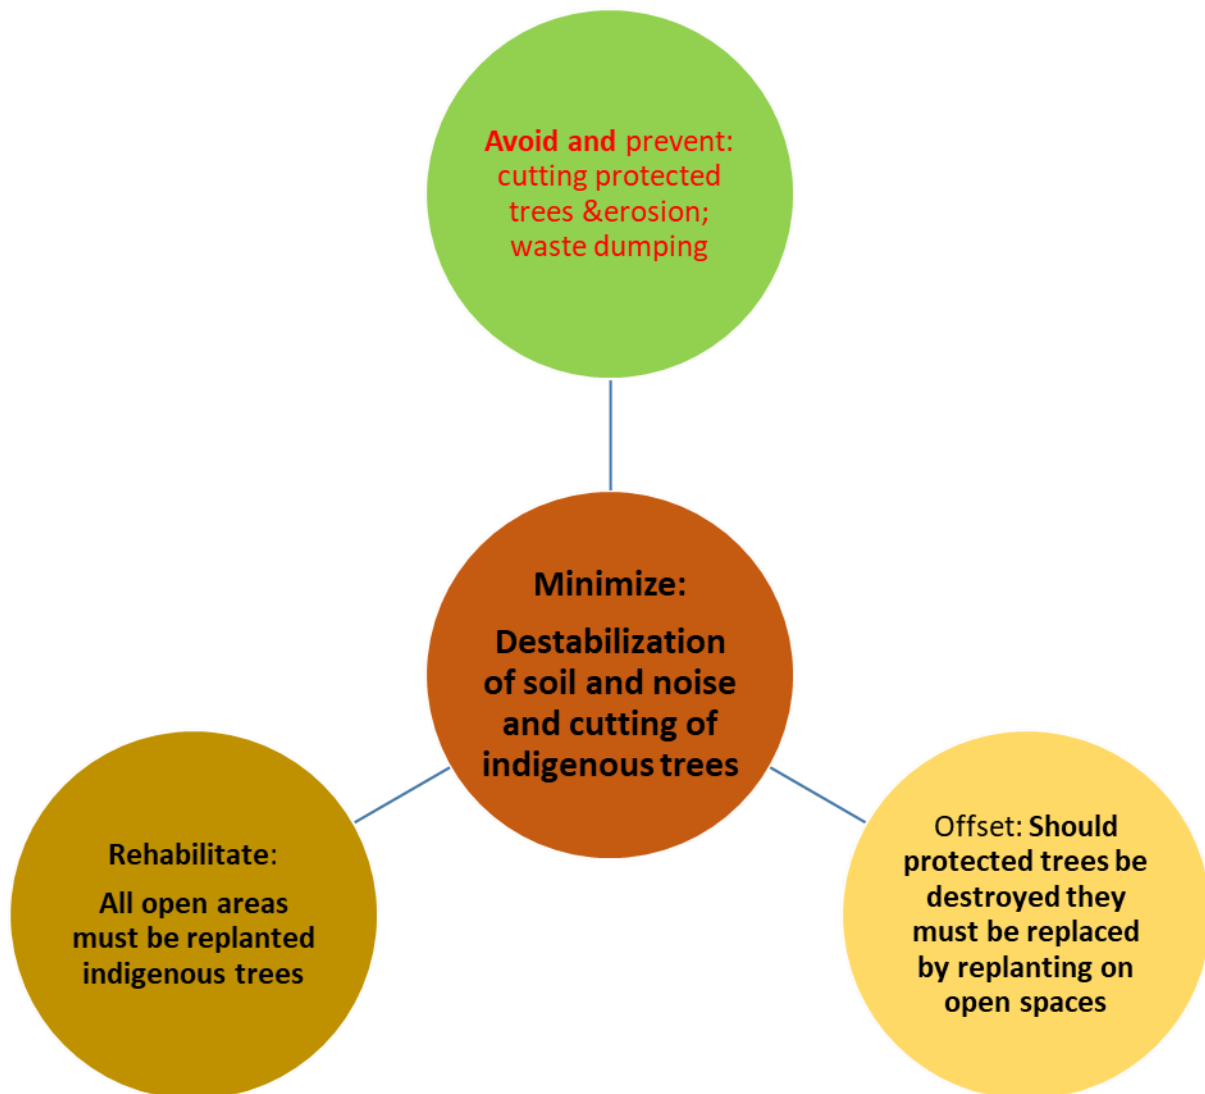 Avoid and prevent:
cutting protected
trees &erosion;
waste dumping
Minimize:
Destabilization
of soil and noise
and cutting of
indigenous trees
Rehabilitate:
All open areas
must be replanted
indigenous trees
Offset: Should
protected trees be
destroyed they
must be replaced
by replanting on
open spaces